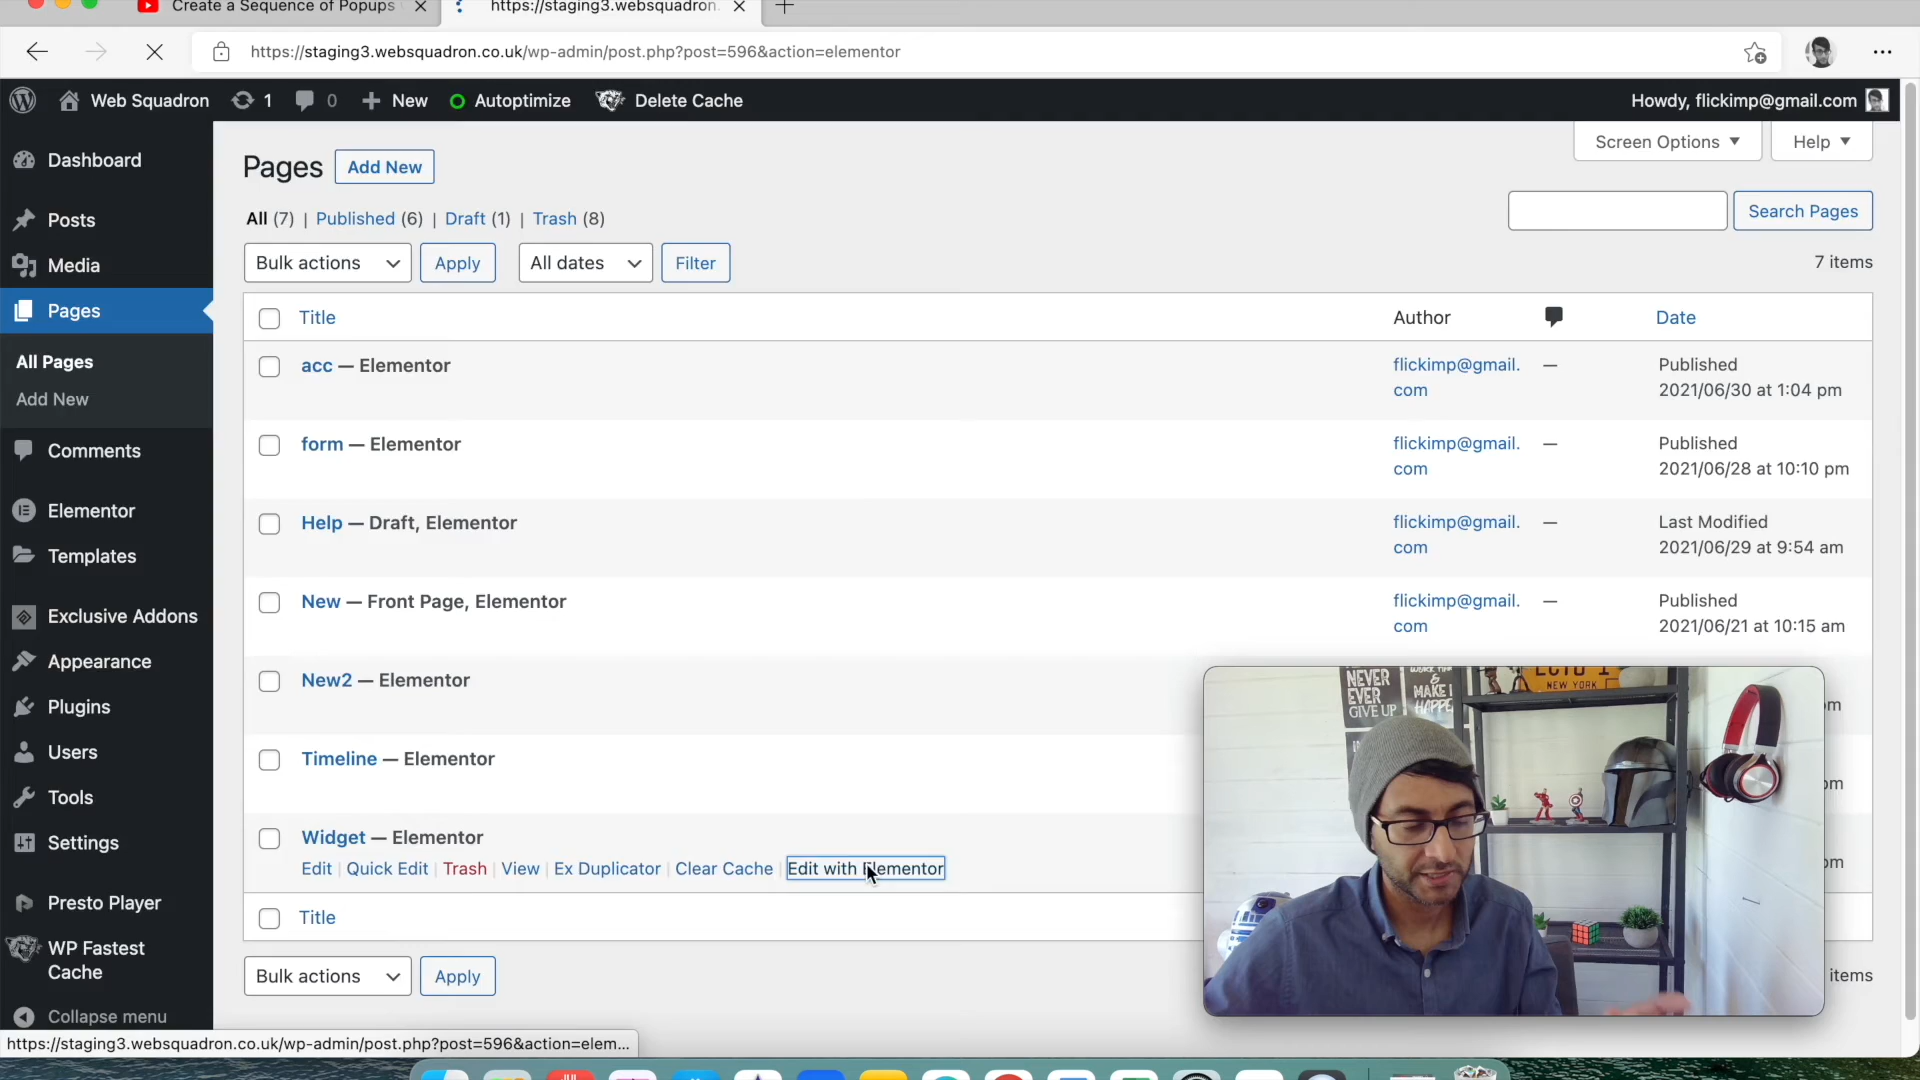 Create a Sequence of Popups
https://staging3.websquadron.
https://staging3.websquadron.co.uk/wp-admin/post.php?post=596&action=elementor
Web Squadron 1 0 New Autoptimize Delete Cache Howdy, flickimp@gmail.com
Screen Options Help
Dashboard
Posts
Media
Pages
All Pages
Add New
Comments
Elementor
Templates
Exclusive Addons
Appearance
Plugins
Users
Tools
Settings
Presto Player
WP Fastest
Cache
Collapse menu
Pages Add New
All (7) | Published (6) | Draft (1) | Trash (8)
Search Pages
Bulk actions Apply All dates Filter
7 items
Title Author Date
acc — Elementor flickimp@gmail. — Published
com 2021/06/30 at 1:04 pm
form — Elementor flickimp@gmail. — Published
com 2021/06/28 at 10:10 pm
Help — Draft, Elementor flickimp@gmail. — Last Modified
com 2021/06/29 at 9:54 am
New — Front Page, Elementor flickimp@gmail. — Published
com 2021/06/21 at 10:15 am
New2 — Elementor
Timeline — Elementor
Widget — Elementor
Edit | Quick Edit | Trash | View | Ex Duplicator | Clear Cache | Edit with Elementor
Title
Bulk actions Apply
items
NEVER
EVER
GIVE UP
& MAKE I
ECTO 1
NEW YORK
https://staging3.websquadron.co.uk/wp-admin/post.php?post=596&action=elem...